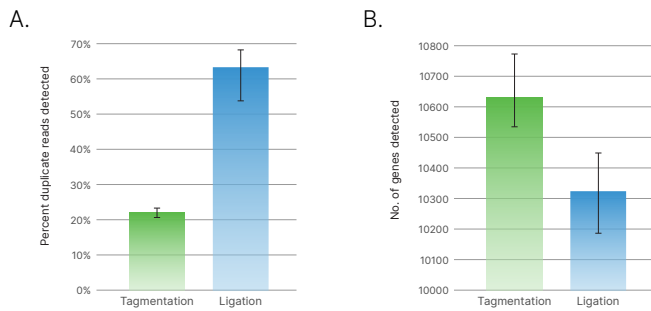 A.
Percent duplicate reads detected
70%
60%
50%
40%
30%
20%
10%
0%
Tagmentation
Ligation
B.
No. of genes detected
10800
10700
10600
10500
10400
10300
10200
10100
10000
Tagmentation
Ligation